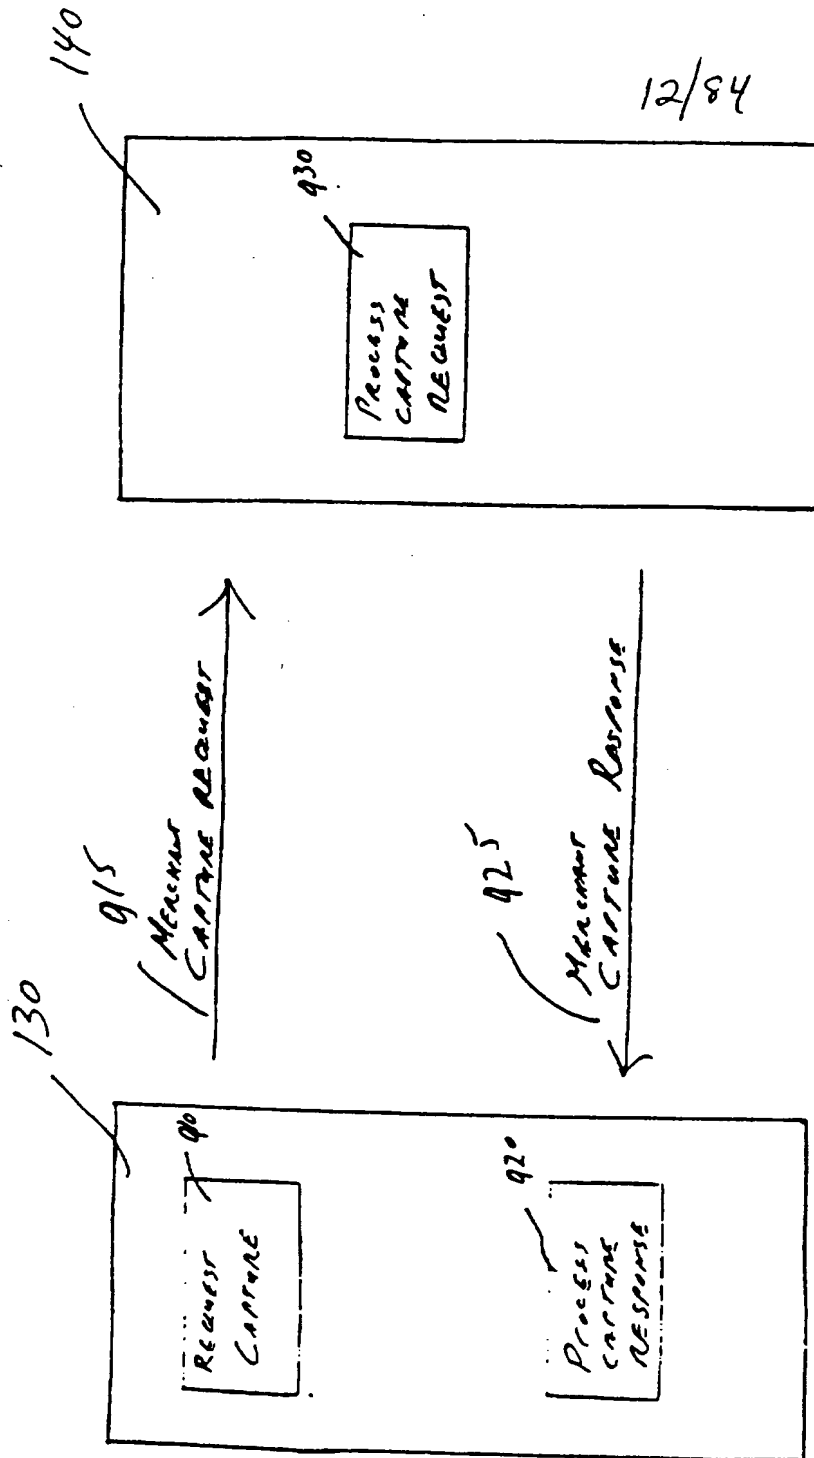 140
12/84
930
PROCESS
CAPTURE
REQUEST
915
MERCHANT
CAPTURE REQUEST
925
MERCHANT
CAPTURE RESPONSE
130
910
REQUEST
CAPTURE
920
PROCESS
CAPTURE
RESPONSE